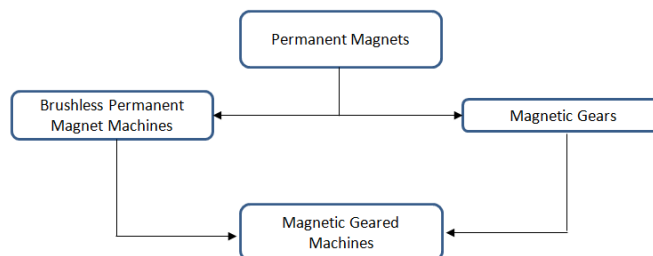 Permanent Magnets
Brushless Permanent
Magnet Machines
Magnetic Gears
Magnetic Geared
Machines